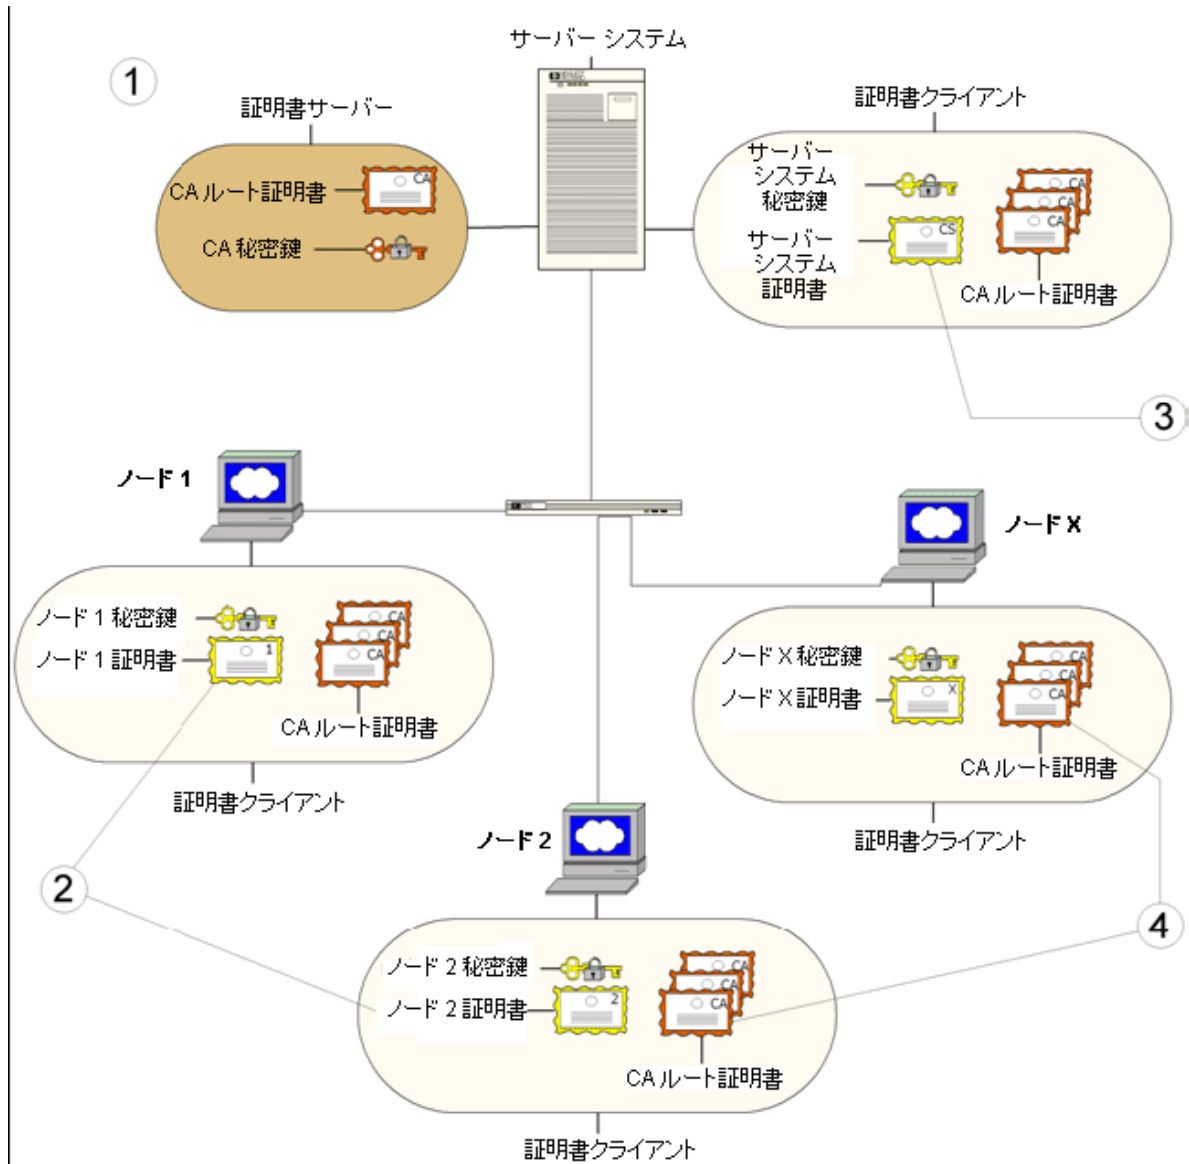 サーバー システム
1
証明書サーバー
CA ルート証明書
CA
CA 秘密鍵
証明書クライアント
サーバー
システム
秘密鍵
サーバー
システム
証明書
CS
CA
CA
CA
CA ルート証明書
3
ノード 1
ノード X
ノード 1 秘密鍵
ノード 1 証明書
1
CA
CA
CA
CA ルート証明書
証明書クライアント
ノード X 秘密鍵
ノード X 証明書
X
CA
CA
CA
CA ルート証明書
証明書クライアント
2
ノード 2
4
ノード 2 秘密鍵
ノード 2 証明書
2
CA
CA
CA
CA ルート証明書
証明書クライアント